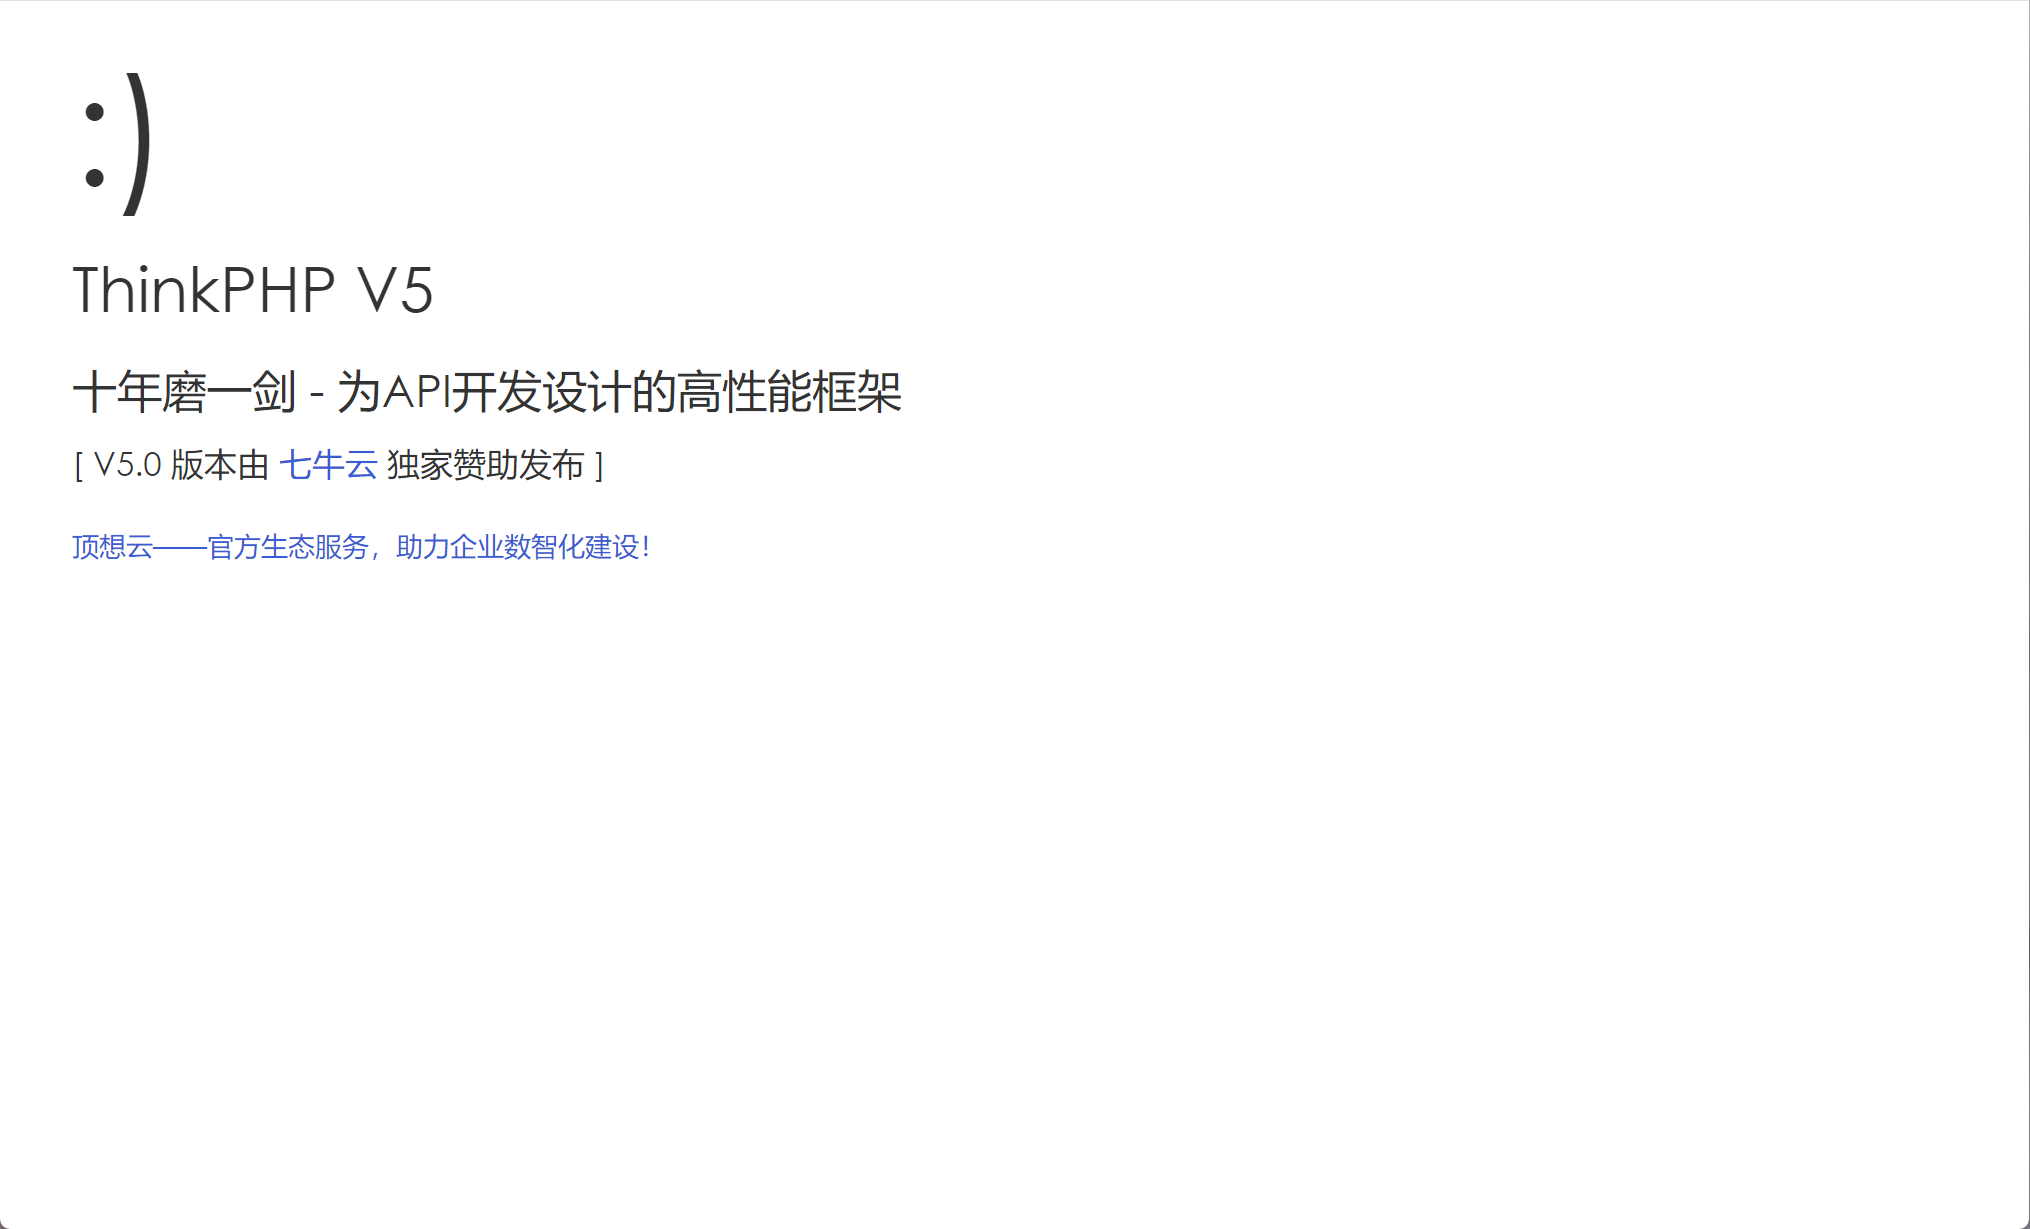 :)
ThinkPHP V5
十年磨一剑 - 为API开发设计的高性能框架
[ V5.0 版本由 七牛云 独家赞助发布 ]
顶想云——官方生态服务，助力企业数智化建设！